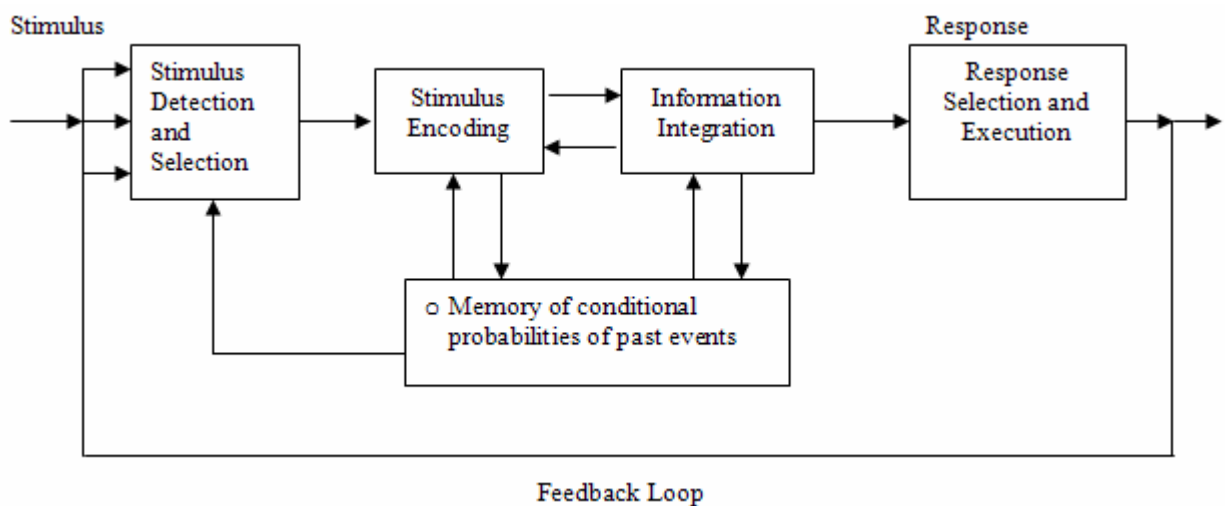 Stimulus
Response
Stimulus
Detection
and
Selection
Stimulus
Encoding
Information
Integration
Response
Selection and
Execution
o Memory of conditional
probabilities of past events
Feedback Loop